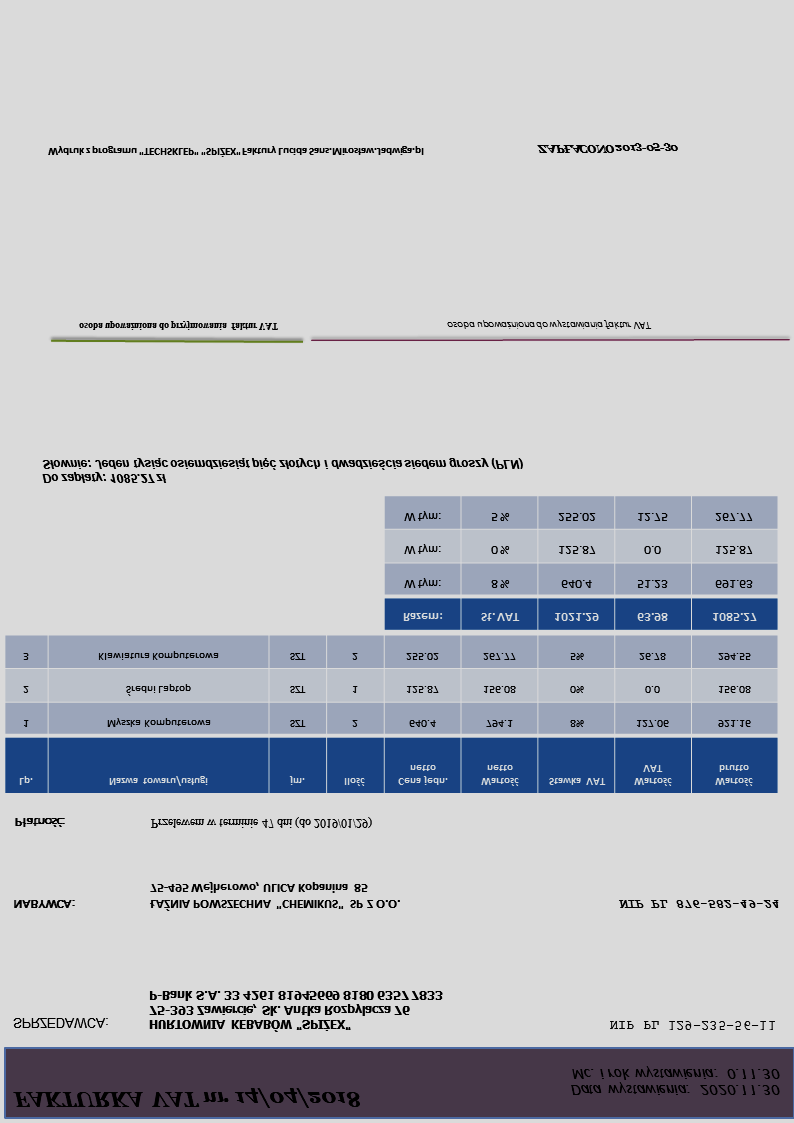 FAKTURKA VAT nr 14/04/2018
Data wystawienia: 2020.11.30
Mc. i rok wystawienia: 0.11.30
SPRZEDAWCA: HURTOWNIA KEBABÓW "SPIŻEX" NIP PL 129-235-56-11
75-393 Zawiercie, Sk. Antka Rozpylacza 76
P-Bank S.A. 33 4261 81945669 8180 6357 7833
NABYWCA: ŁAŹNIA POWSZECHNA "CHEMIKUS" SP Z O.O. NIP PL 876-582-49-24
75-495 Wejherowo, ULICA Kopanina 85
Płatność: Przelewem w terminie 47 dni (do 2019/01/29)
Lp. Nazwa towaru/usługi jm. Ilość Cena jedn. Wartość Stawka VAT Wartość Wartość
netto netto VAT brutto
1 Myszka Komputerowa SZT 2 640.4 794.1 8% 127.06 921.16
2 Średni Laptop SZT 1 125.87 156.08 0% 0.0 156.08
3 Klawiatura Komputerowa SZT 2 255.02 267.77 5% 26.78 294.55
Razem: St. VAT 1021.29 63.98 1085.27
W tym: 8% 640.4 51.23 691.63
W tym: 0% 125.87 0.0 125.87
W tym: 5% 255.02 12.75 267.77
Do zapłaty: 1085.27 zł
Słownie: Jeden tysiąc osiemdziesiąt pięć złotych i dwadzieścia siedem groszy (PLN)
osoba upoważniona do przyjmowania faktur VAT osoba upoważniona do wystawiania faktur VAT
Wydruk z programu "TECHSKLEP" "SPIŻEX" Faktury Lucida Sans.Mirosław.Jadwiga.pl ZAPŁACONO 2013-05-30